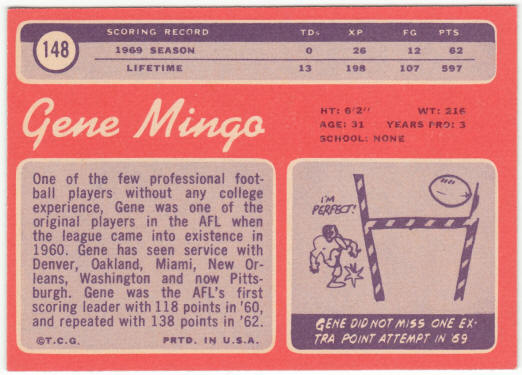 148
SCORING RECORD TDs XP FG PTS
1969 SEASON 0 26 12 62
LIFETIME 13 198 107 597
Gene Mingo
HT: 6'2" WT: 216
AGE: 31 YEARS PRO: 3
SCHOOL: NONE
One of the few professional foot-
ball players without any college
experience, Gene was one of the
original players in the AFL when
the league came into existence in
1960. Gene has seen service with
Denver, Oakland, Miami, New Or-
leans, Washington and now Pitts-
burgh. Gene was the AFL's first
scoring leader with 118 points in '60,
and repeated with 138 points in '62.
©T.C.G. PRTD. IN U.S.A.
I'M
PERFECT!
GENE DID NOT MISS ONE EX-
TRA POINT ATTEMPT IN '69